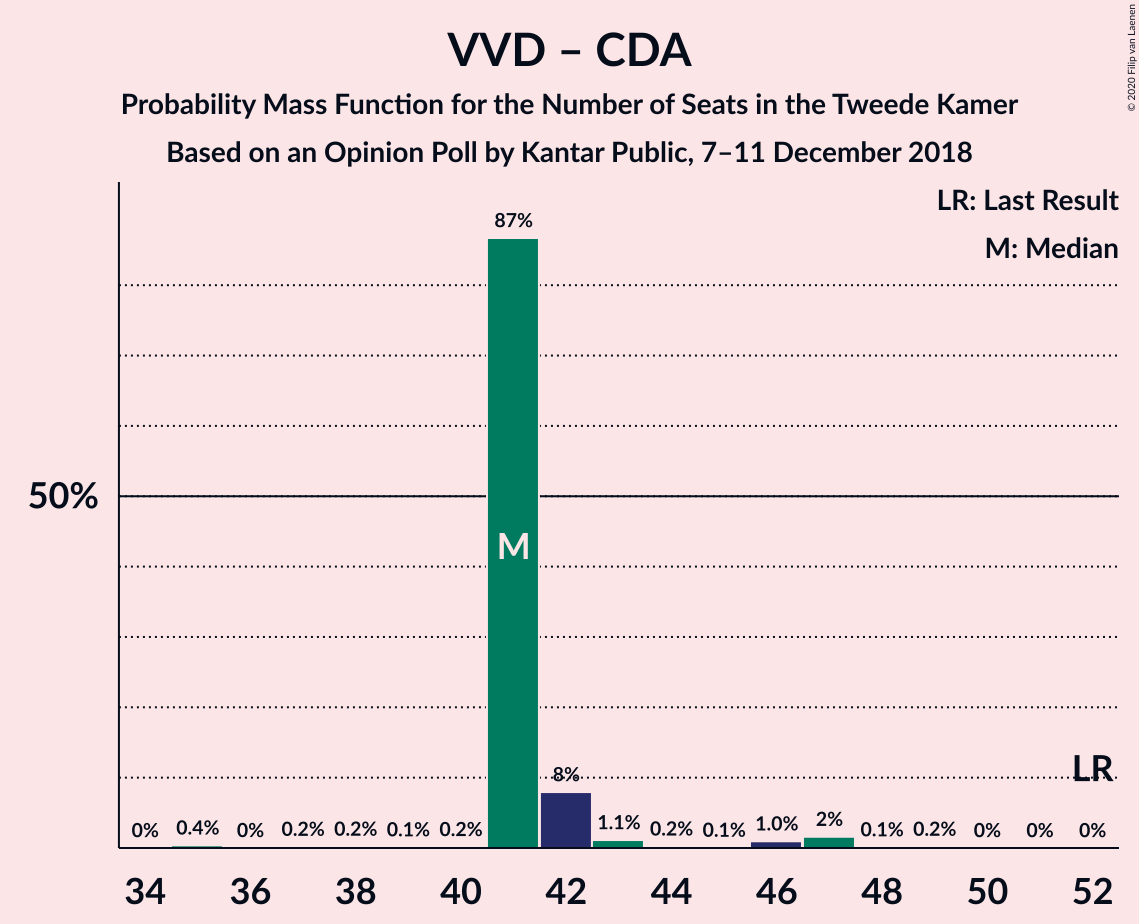 VVD – CDA
Probability Mass Function for the Number of Seats in the Tweede Kamer
Based on an Opinion Poll by Kantar Public, 7–11 December 2018
© 2020 Filip van Laenen
LR: Last Result
M: Median
87%
50%
M
LR
8%
0% 0.4% 0% 0.2% 0.2% 0.1% 0.2% 1.1% 0.2% 0.1% 1.0% 2% 0.1% 0.2% 0% 0% 0%
34 36 38 40 42 44 46 48 50 52